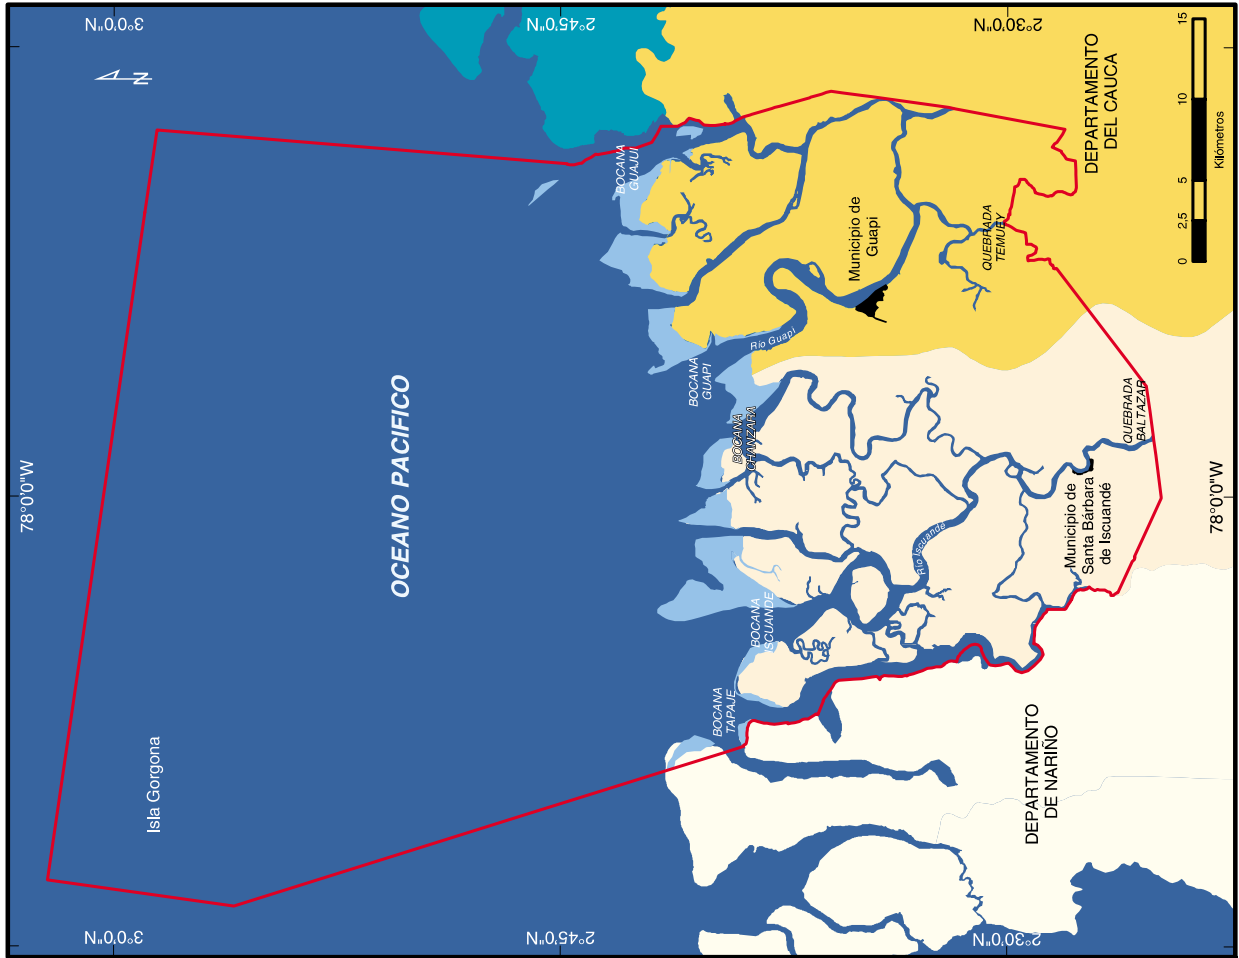 78°0'0"W
3°0'0"N
3°0'0"N
N
Isla Gorgona
OCEANO PACIFICO
2°45'0"N
2°45'0"N
BOCANA
GUAJUI
BOCANA
GUAPI
BOCANA
TAPAJE
BOCANA
CHANZARA
BOCANA
ISCUANDE
Río Guapi
Municipio de
Guapi
Río Iscuandé
QUEBRADA
TEMUEY
2°30'0"N
2°30'0"N
DEPARTAMENTO
DE NARIÑO
Municipio de
Santa Bárbara
de Iscuandé
DEPARTAMENTO
DEL CAUCA
QUEBRADA
BALTAZAR
0 2,5 5 10 15
Kilómetros
78°0'0"W